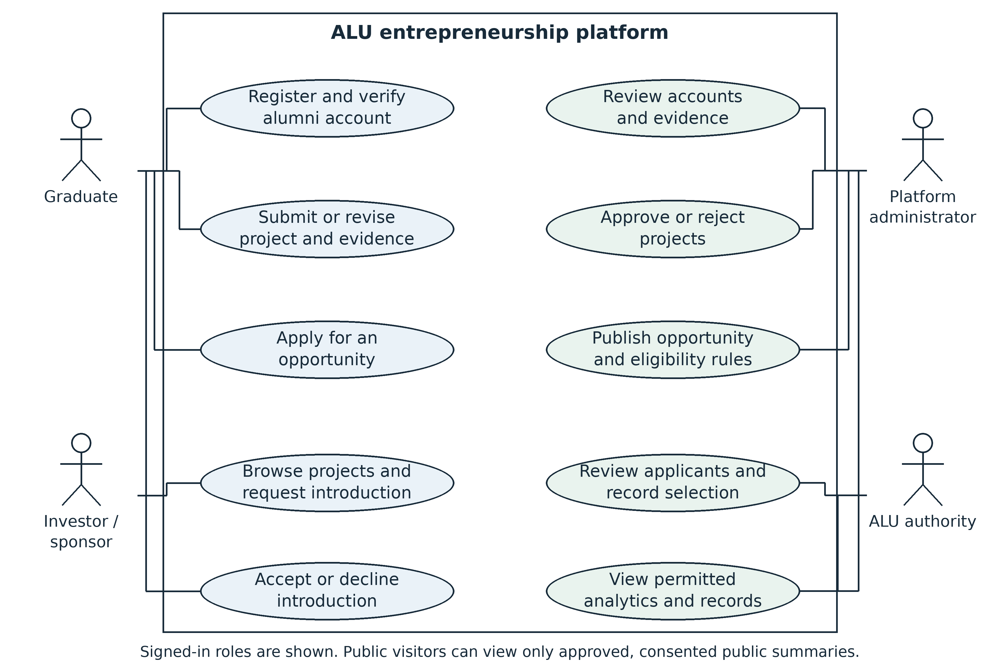 ALU entrepreneurship platform
Register and verify
alumni account
Review accounts
and evidence
Graduate
Platform
administrator
Submit or revise
project and evidence
Approve or reject
projects
Apply for an
opportunity
Publish opportunity
and eligibility rules
Browse projects and
request introduction
Review applicants and
record selection
Investor /
sponsor
ALU authority
Accept or decline
introduction
View permitted
analytics and records
Signed-in roles are shown. Public visitors can view only approved, consented public summaries.